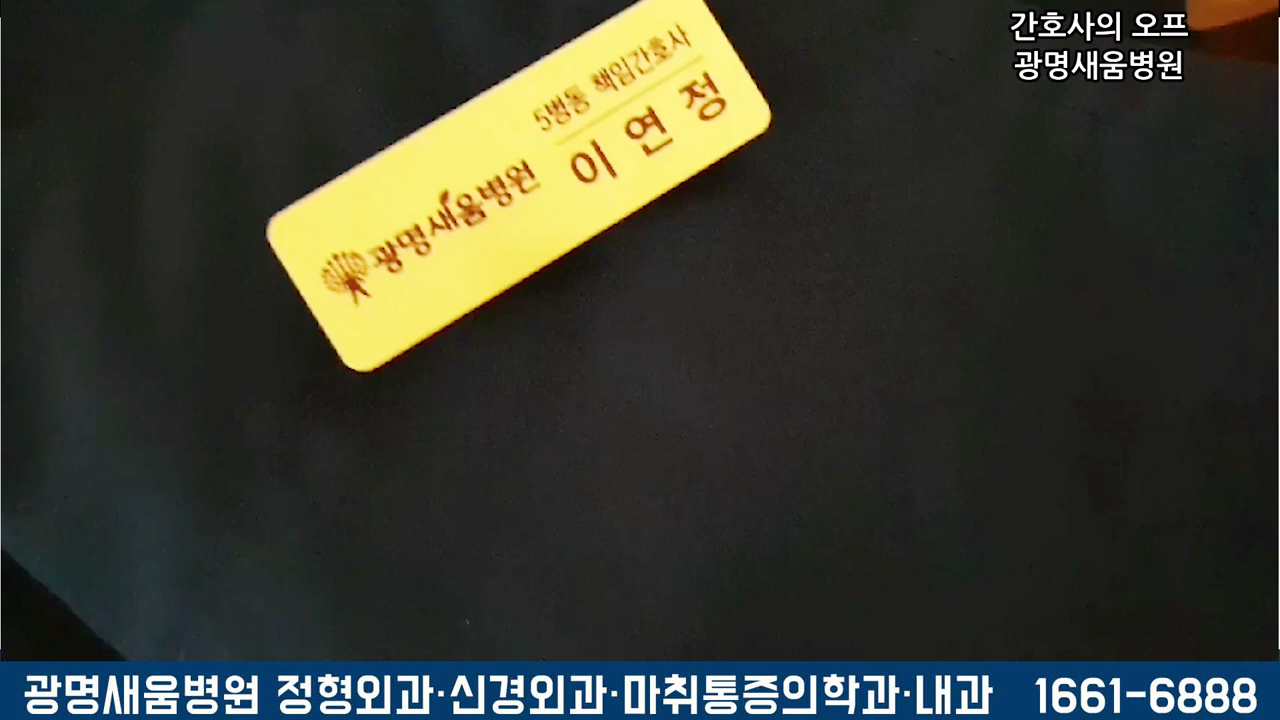 간호사의 오프
광명새움병원
5병동 책임간호사
광명새움병원 이 연 정
광명새움병원 정형외과·신경외과·마취통증의학과·내과 1661-6888